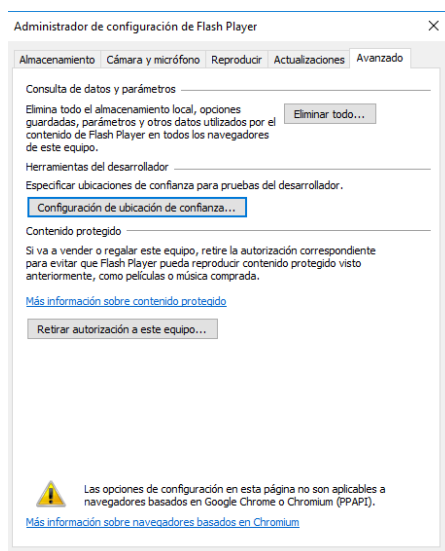 Administrador de configuración de Flash Player
Almacenamiento Cámara y micrófono Reproducir Actualizaciones Avanzado
Consulta de datos y parámetros
Elimina todo el almacenamiento local, opciones
guardadas, parámetros y otros datos utilizados por el
contenido de Flash Player en todos los navegadores
de este equipo.
Eliminar todo...
Herramientas del desarrollador
Especificar ubicaciones de confianza para pruebas del desarrollador.
Configuración de ubicación de confianza...
Contenido protegido
Si va a vender o regalar este equipo, retire la autorización correspondiente
para evitar que Flash Player pueda reproducir contenido protegido visto
anteriormente, como películas o música comprada.
Más información sobre contenido protegido
Retirar autorización a este equipo...
Las opciones de configuración en esta página no son aplicables a
navegadores basados en Google Chrome o Chromium (PPAPI).
Más información sobre navegadores basados en Chromium